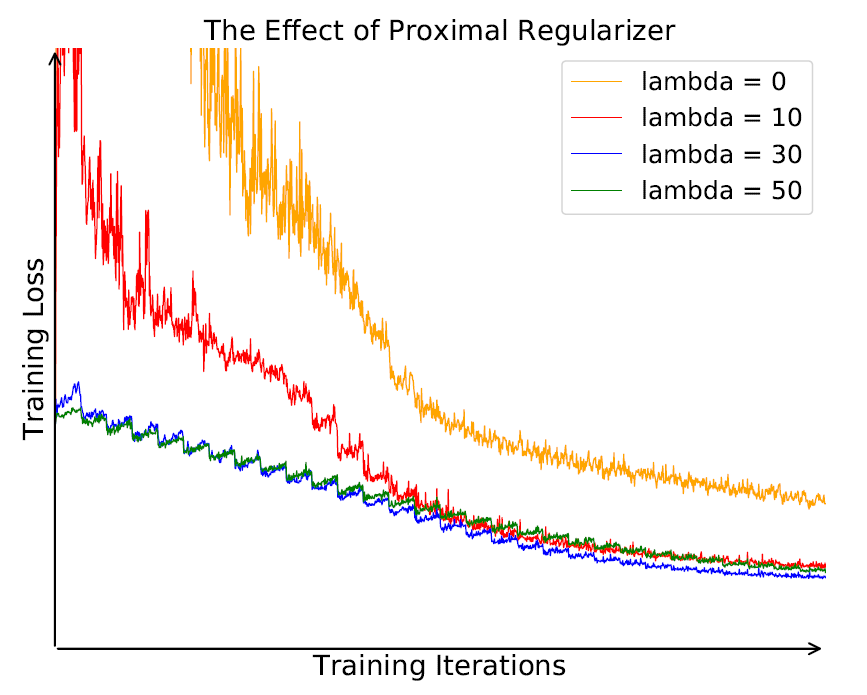 The Effect of Proximal Regularizer
lambda = 0
lambda = 10
lambda = 30
lambda = 50
Training Loss
Training Iterations